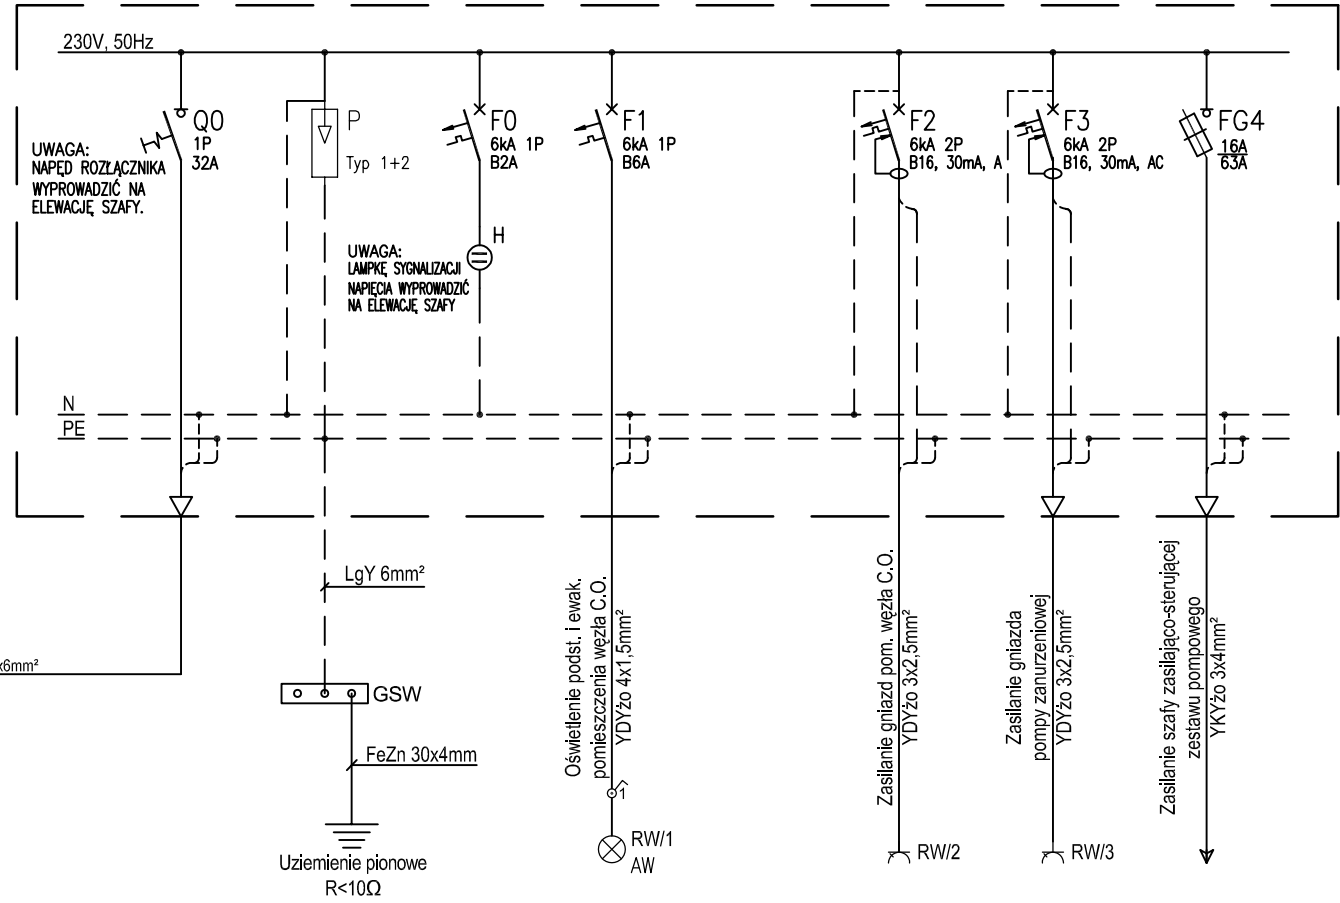 230V, 50Hz
Q0
1P
32A
UWAGA:
NAPĘD ROZŁĄCZNIKA
WYPROWADZIĆ NA
ELEWACJĘ SZAFY.
P
Typ 1+2
F0
6kA 1P
B2A
H
UWAGA:
LAMPKĘ SYGNALIZACJI
NAPIĘCIA WYPROWADZIĆ
NA ELEWACJĘ SZAFY
F1
6kA 1P
B6A
F2
6kA 2P
B16, 30mA, A
F3
6kA 2P
B16, 30mA, AC
FG4
16A
63A
N
PE
x6mm²
LgY 6mm²
GSW
FeZn 30x4mm
Uziemienie pionowe
R<10Ω
Oświetlenie podst. i ewak.
pomieszczenia węzła C.O.
YDYżo 4x1,5mm²
1
RW/1
AW
Zasilanie gniazd pom. węzła C.O.
YDYżo 3x2,5mm²
RW/2
Zasilanie gniazda
pompy zanurzeniowej
YDYżo 3x2,5mm²
RW/3
Zasilanie szafy zasilająco-sterującej
zestawu pompowego
YKYżo 3x4mm²